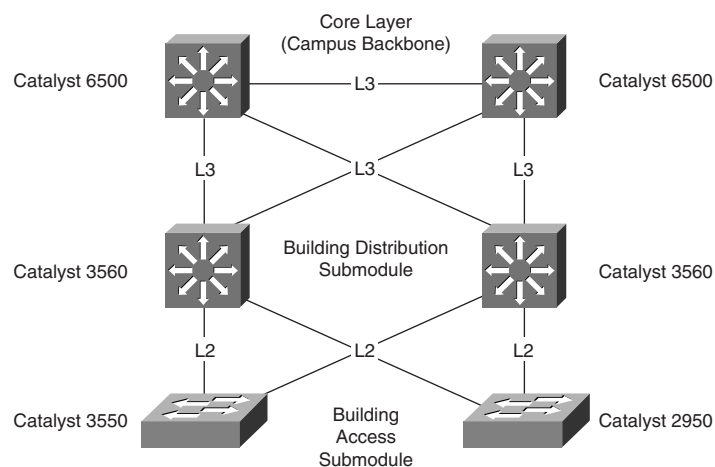 Core Layer
(Campus Backbone)
Catalyst 6500
Catalyst 6500
L3
L3
L3
L3
Catalyst 3560
Building Distribution
Submodule
Catalyst 3560
L2
L2
L2
Catalyst 3550
Building
Access
Submodule
Catalyst 2950